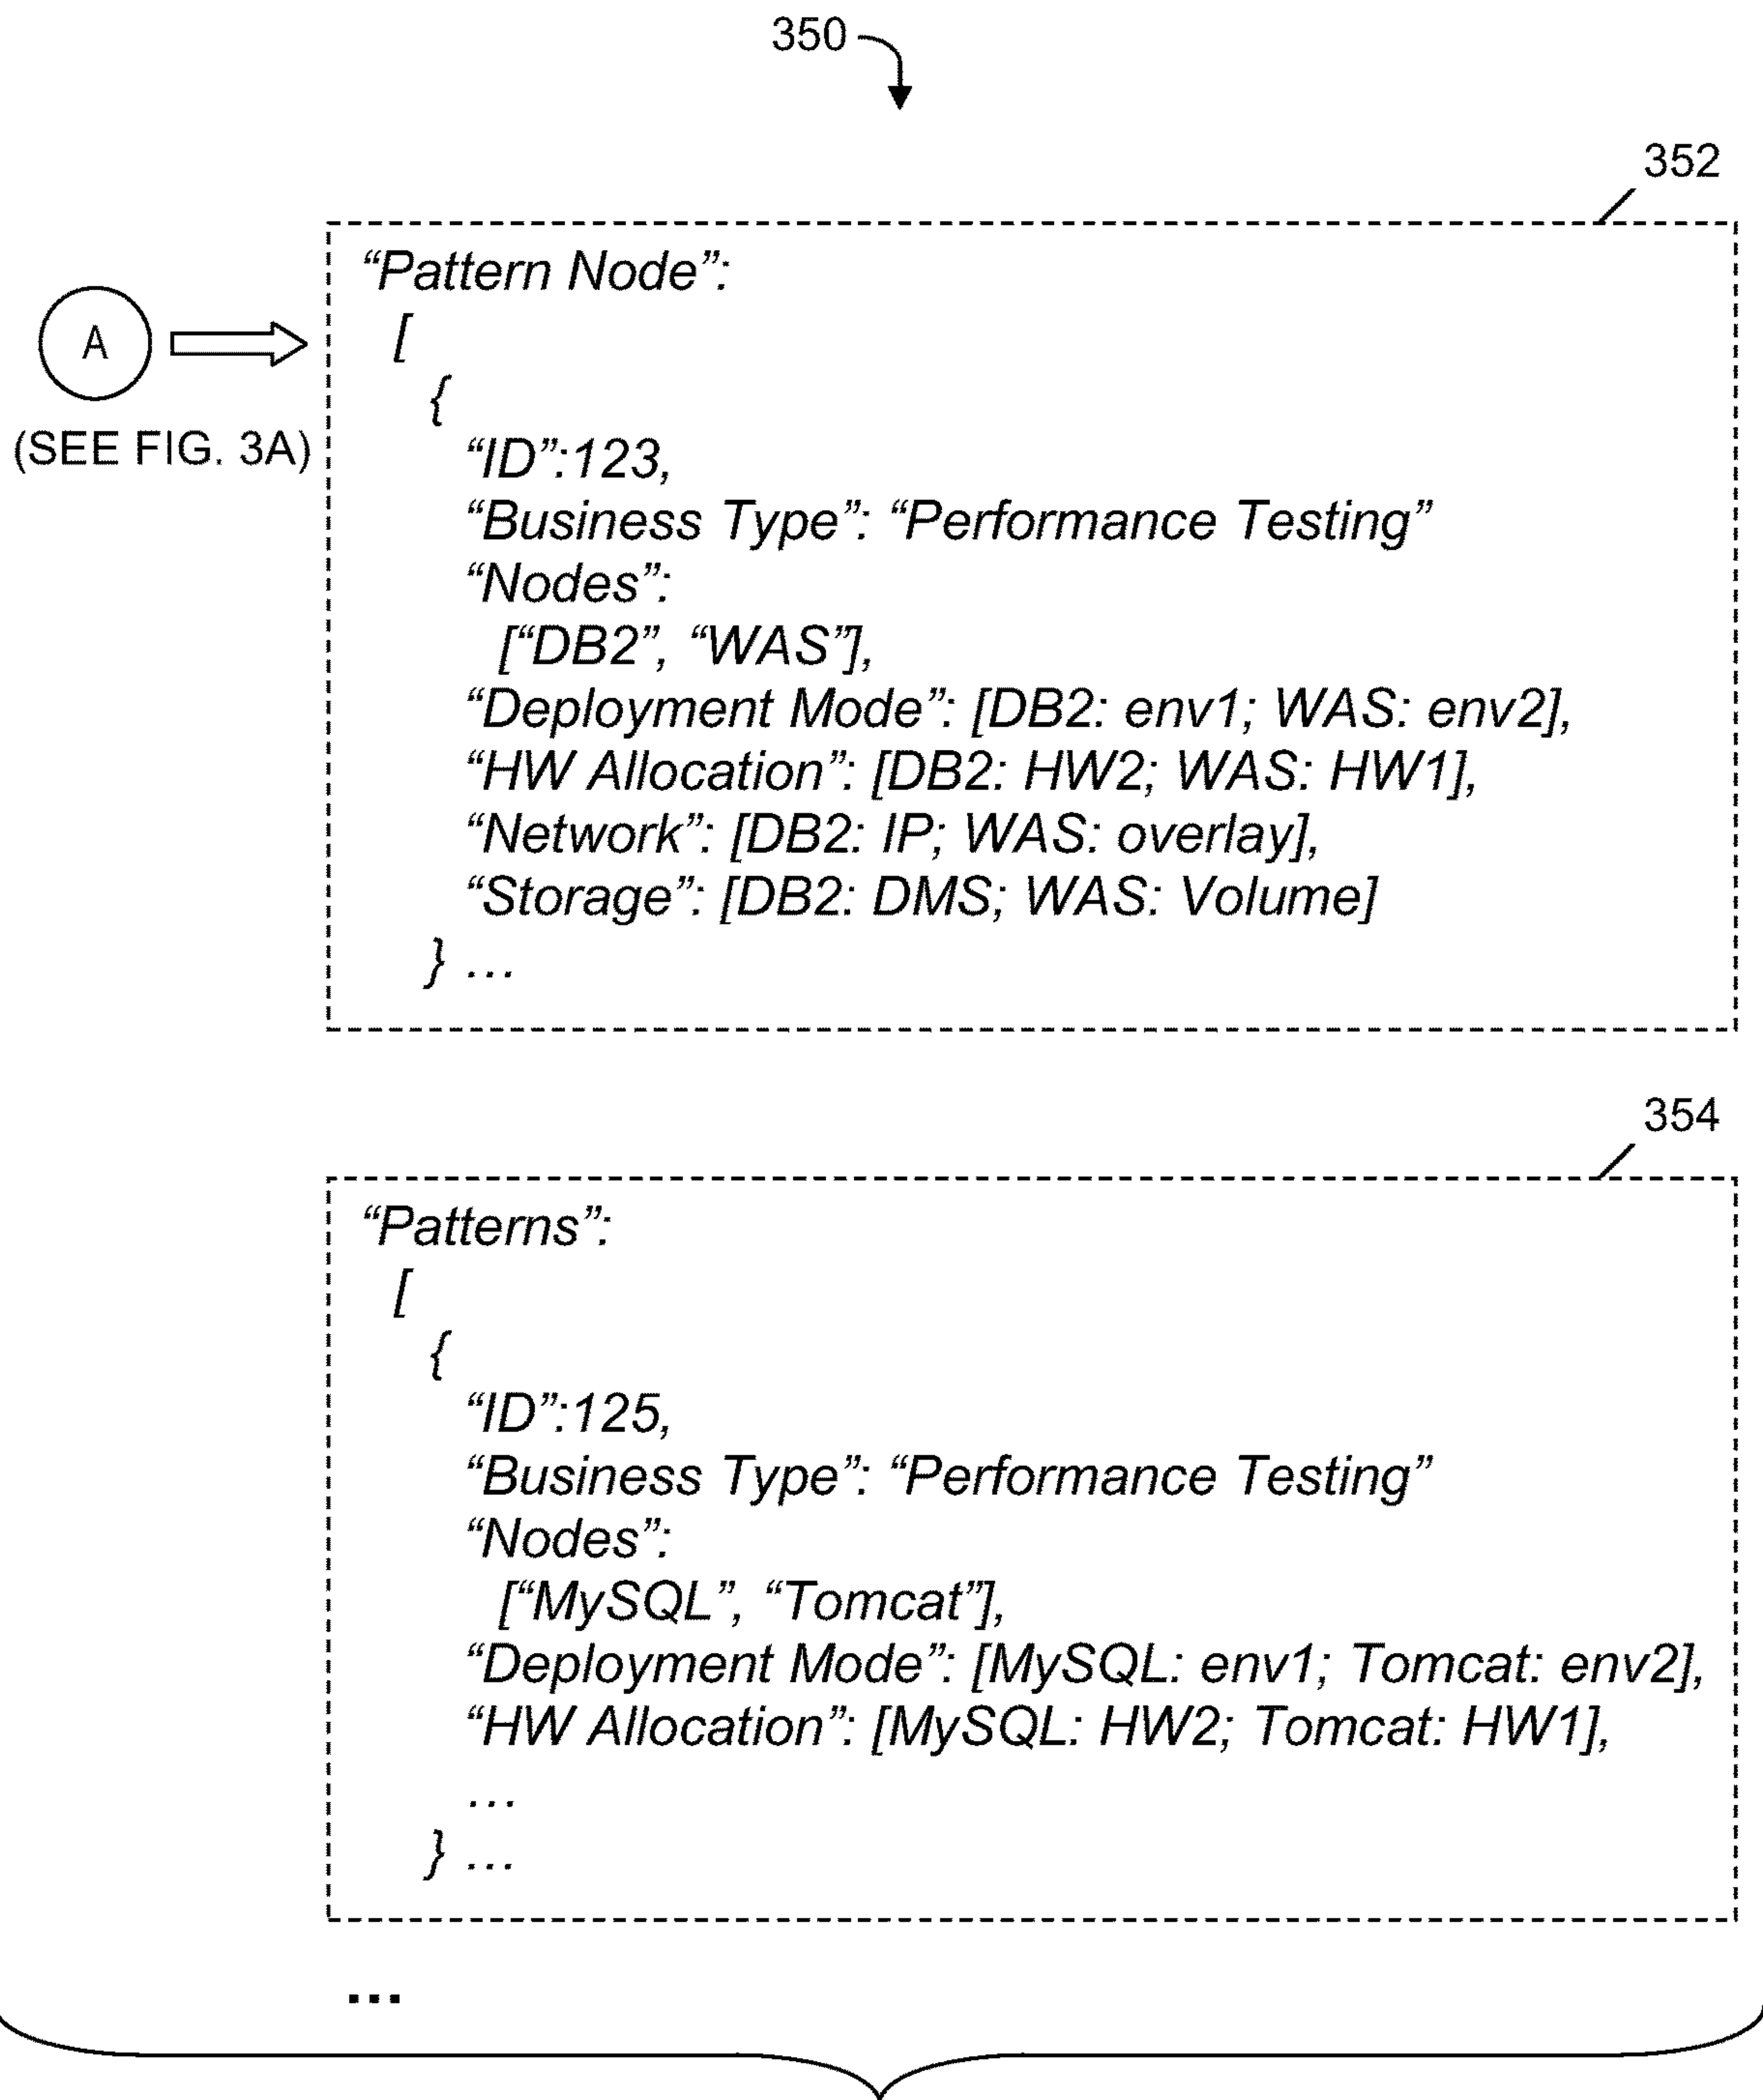 350
352
“Pattern Node”:
[
{
A
(SEE FIG. 3A)
“ID”:123,
“Business Type”: “Performance Testing”
“Nodes”:
[“DB2”, “WAS”],
“Deployment Mode”: [DB2: env1; WAS: env2],
“HW Allocation”: [DB2: HW2; WAS: HW1],
“Network”: [DB2: IP; WAS: overlay],
“Storage”: [DB2: DMS; WAS: Volume]
} ...
354
“Patterns”:
[
{
“ID”:125,
“Business Type”: “Performance Testing”
“Nodes”:
[“MySQL”, “Tomcat”],
“Deployment Mode”: [MySQL: env1; Tomcat: env2],
“HW Allocation”: [MySQL: HW2; Tomcat: HW1],
...
} ...
...